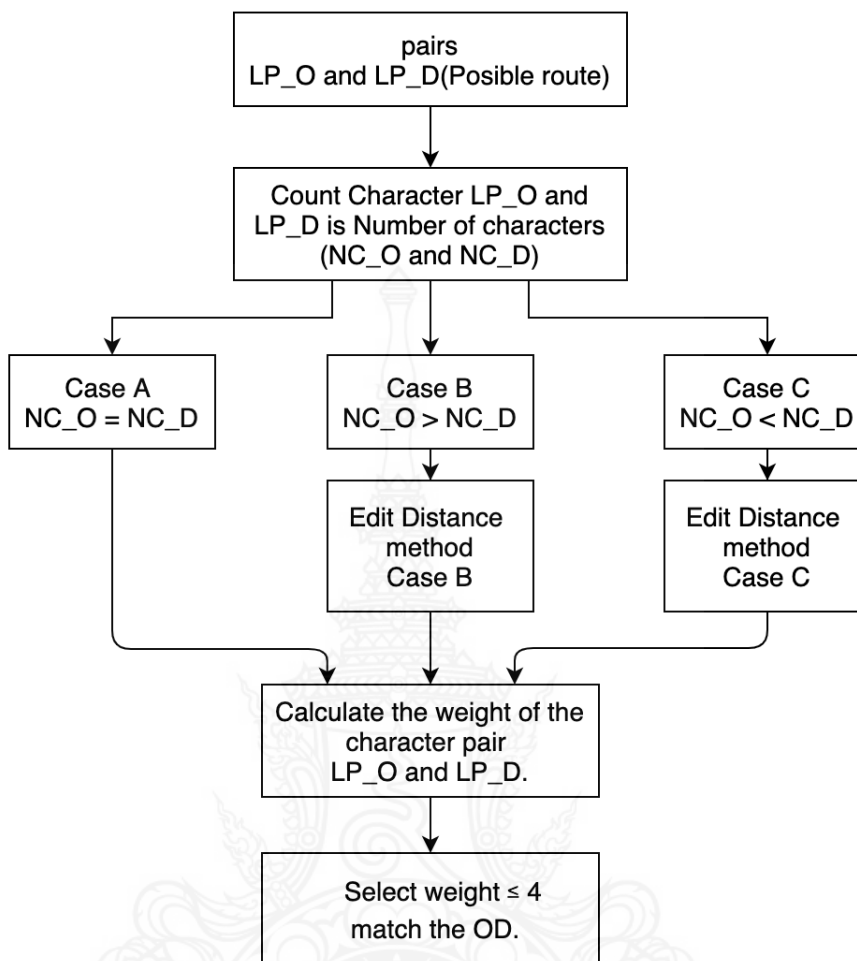 pairs
LP_O and LP_D(Posible route)
Count Character LP_O and
LP_D is Number of characters
(NC_O and NC_D)
Case A
NC_O = NC_D
Case B
NC_O > NC_D
Case C
NC_O < NC_D
Edit Distance
method
Case B
Edit Distance
method
Case C
Calculate the weight of the
character pair
LP_O and LP_D.
Select weight ≤ 4
match the OD.